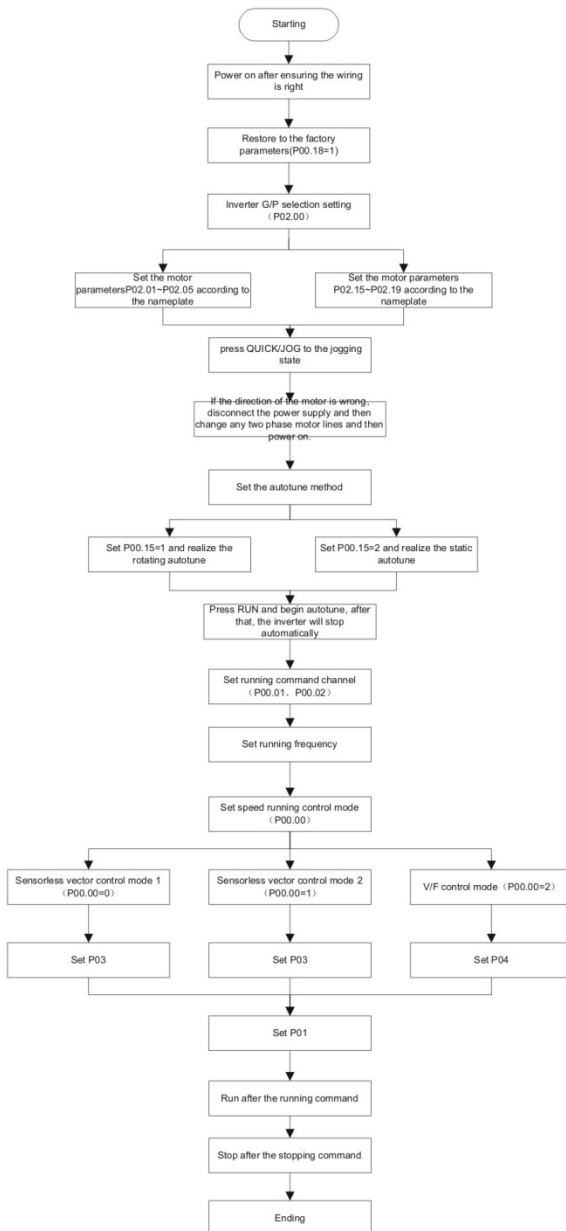 Starting
Power on after ensuring the wiring
is right
Restore to the factory
parameters(P00.18=1)
Inverter G/P selection setting
（P02.00）
Set the motor
parametersP02.01~P02.05 according to
the nameplate
Set the motor parameters
P02.15~P02.19 according to the
nameplate
press QUICK/JOG to the jogging
state
If the direction of the motor is wrong,
disconnect the power supply and then
change any two phase motor lines and then
power on.
Set the autotune method
Set P00.15=1 and realize the
rotating autotune
Set P00.15=2 and realize the static
autotune
Press RUN and begin autotune, after
that, the inverter will stop
automatically
Set running command channel
（P00.01、P00.02）
Set running frequency
Set speed running control mode
（P00.00）
Sensorless vector control mode 1
（P00.00=0）
Sensorless vector control mode 2
（P00.00=1）
V/F control mode（P00.00=2）
Set P03
Set P03
Set P04
Set P01
Run after the running command
Stop after the stopping command
Ending